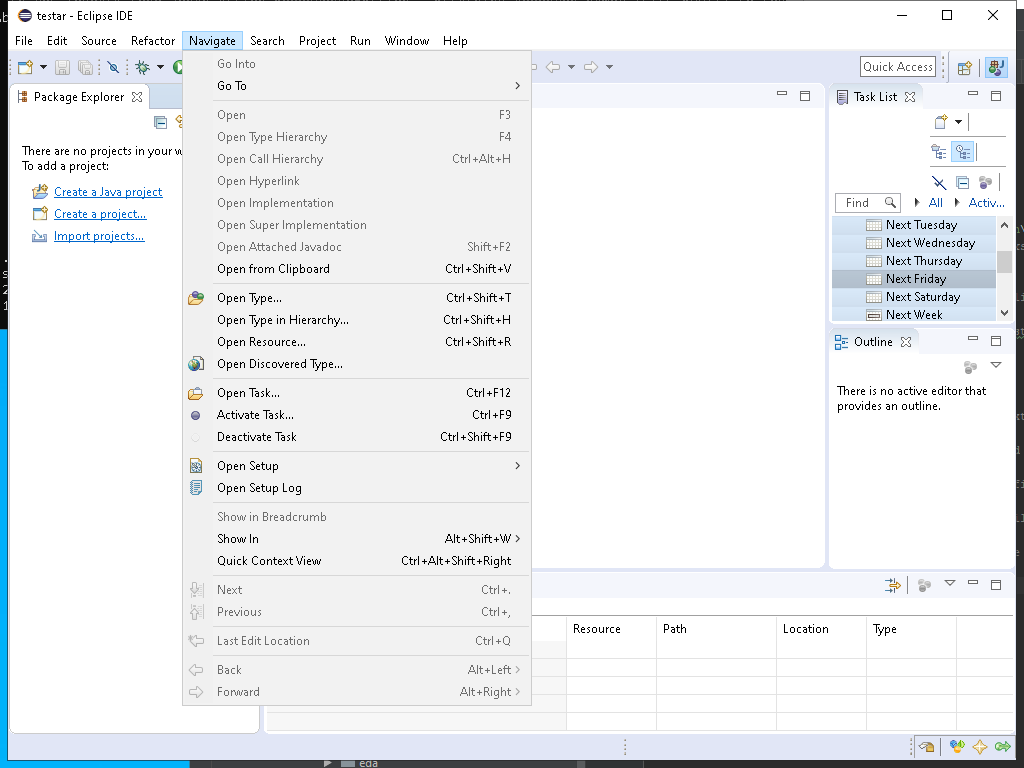 testar - Eclipse IDE
File Edit Source Refactor Navigate Search Project Run Window Help
Quick Access
Package Explorer
There are no projects in your w
To add a project:
Create a Java project
Create a project...
Import projects...
Go Into
Go To
Open F3
Open Type Hierarchy F4
Open Call Hierarchy Ctrl+Alt+H
Open Hyperlink
Open Implementation
Open Super Implementation
Open Attached Javadoc Shift+F2
Open from Clipboard Ctrl+Shift+V
Open Type... Ctrl+Shift+T
Open Type in Hierarchy... Ctrl+Shift+H
Open Resource... Ctrl+Shift+R
Open Discovered Type...
Open Task... Ctrl+F12
Activate Task... Ctrl+F9
Deactivate Task Ctrl+Shift+F9
Open Setup
Open Setup Log
Show in Breadcrumb
Show In Alt+Shift+W
Quick Context View Ctrl+Alt+Shift+Right
Next Ctrl+.
Previous Ctrl+,
Last Edit Location Ctrl+Q
Back Alt+Left
Forward Alt+Right
Task List
Find All Activ...
Next Tuesday
Next Wednesday
Next Thursday
Next Friday
Next Saturday
Next Week
Outline
There is no active editor that
provides an outline.
Resource Path Location Type
eda